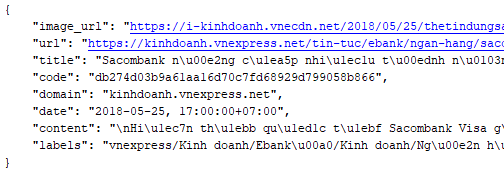 {
"image_url": "https://i-kinhdoanh.vnecdn.net/2018/05/25/thetindungsa
"url": "https://kinhdoanh.vnexpress.net/tin-tuc/ebank/ngan-hang/saco
"title": "Sacombank n\u00e2ng c\u1ea5p nhi\u1ec1u t\u00ednh n\u0103n
"code": "db274d03b9a61aa16d70c7fd68929d799058b866",
"domain": "kinhdoanh.vnexpress.net",
"date": "2018-05-25, 17:00:00+07:00",
"content": "\nHi\u1ec7n th\u1ebb qu\u1ed1c t\u1ebf Sacombank Visa g\
"labels": "vnexpress/Kinh doanh/Ebank\u00a0/Kinh doanh/Ng\u00e2n h\u
}